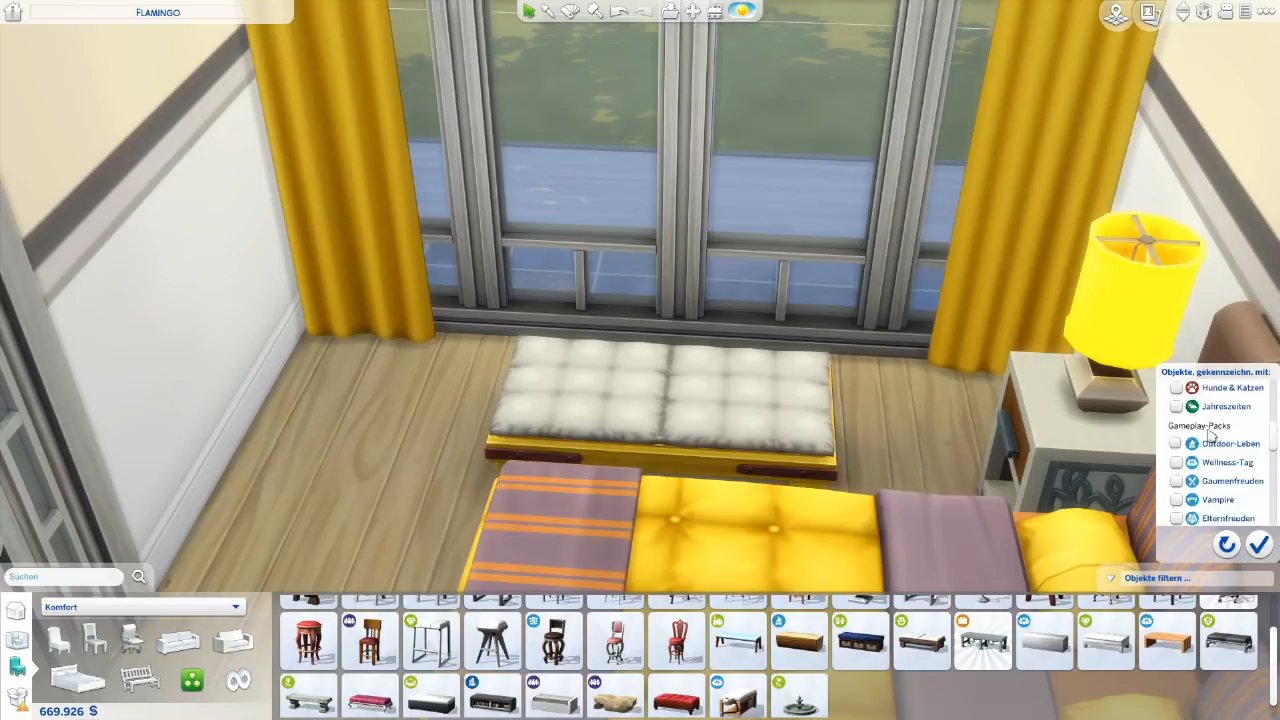 FLAMINGO
Objekte, gekennzeichn. mit:
Hunde & Katzen
Jahreszeiten
Gameplay-Packs
Outdoor-Leben
Wellness-Tag
Gaumenfreuden
Vampire
Elternfreuden
Objekte filtern ...
Suchen
Komfort
669.926 $